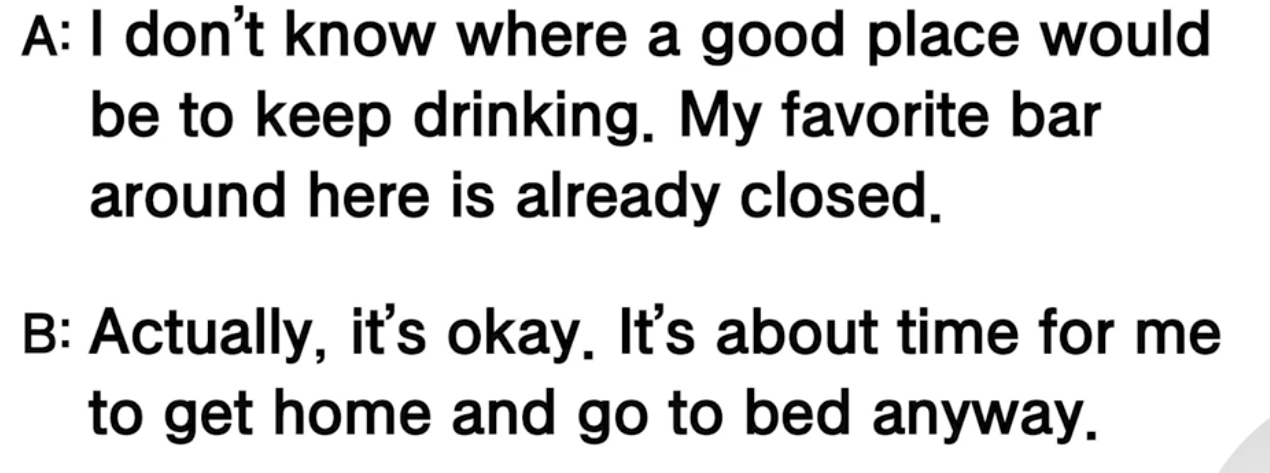 A: I don’t know where a good place would
be to keep drinking. My favorite bar
around here is already closed.
B: Actually, it’s okay. It’s about time for me
to get home and go to bed anyway.